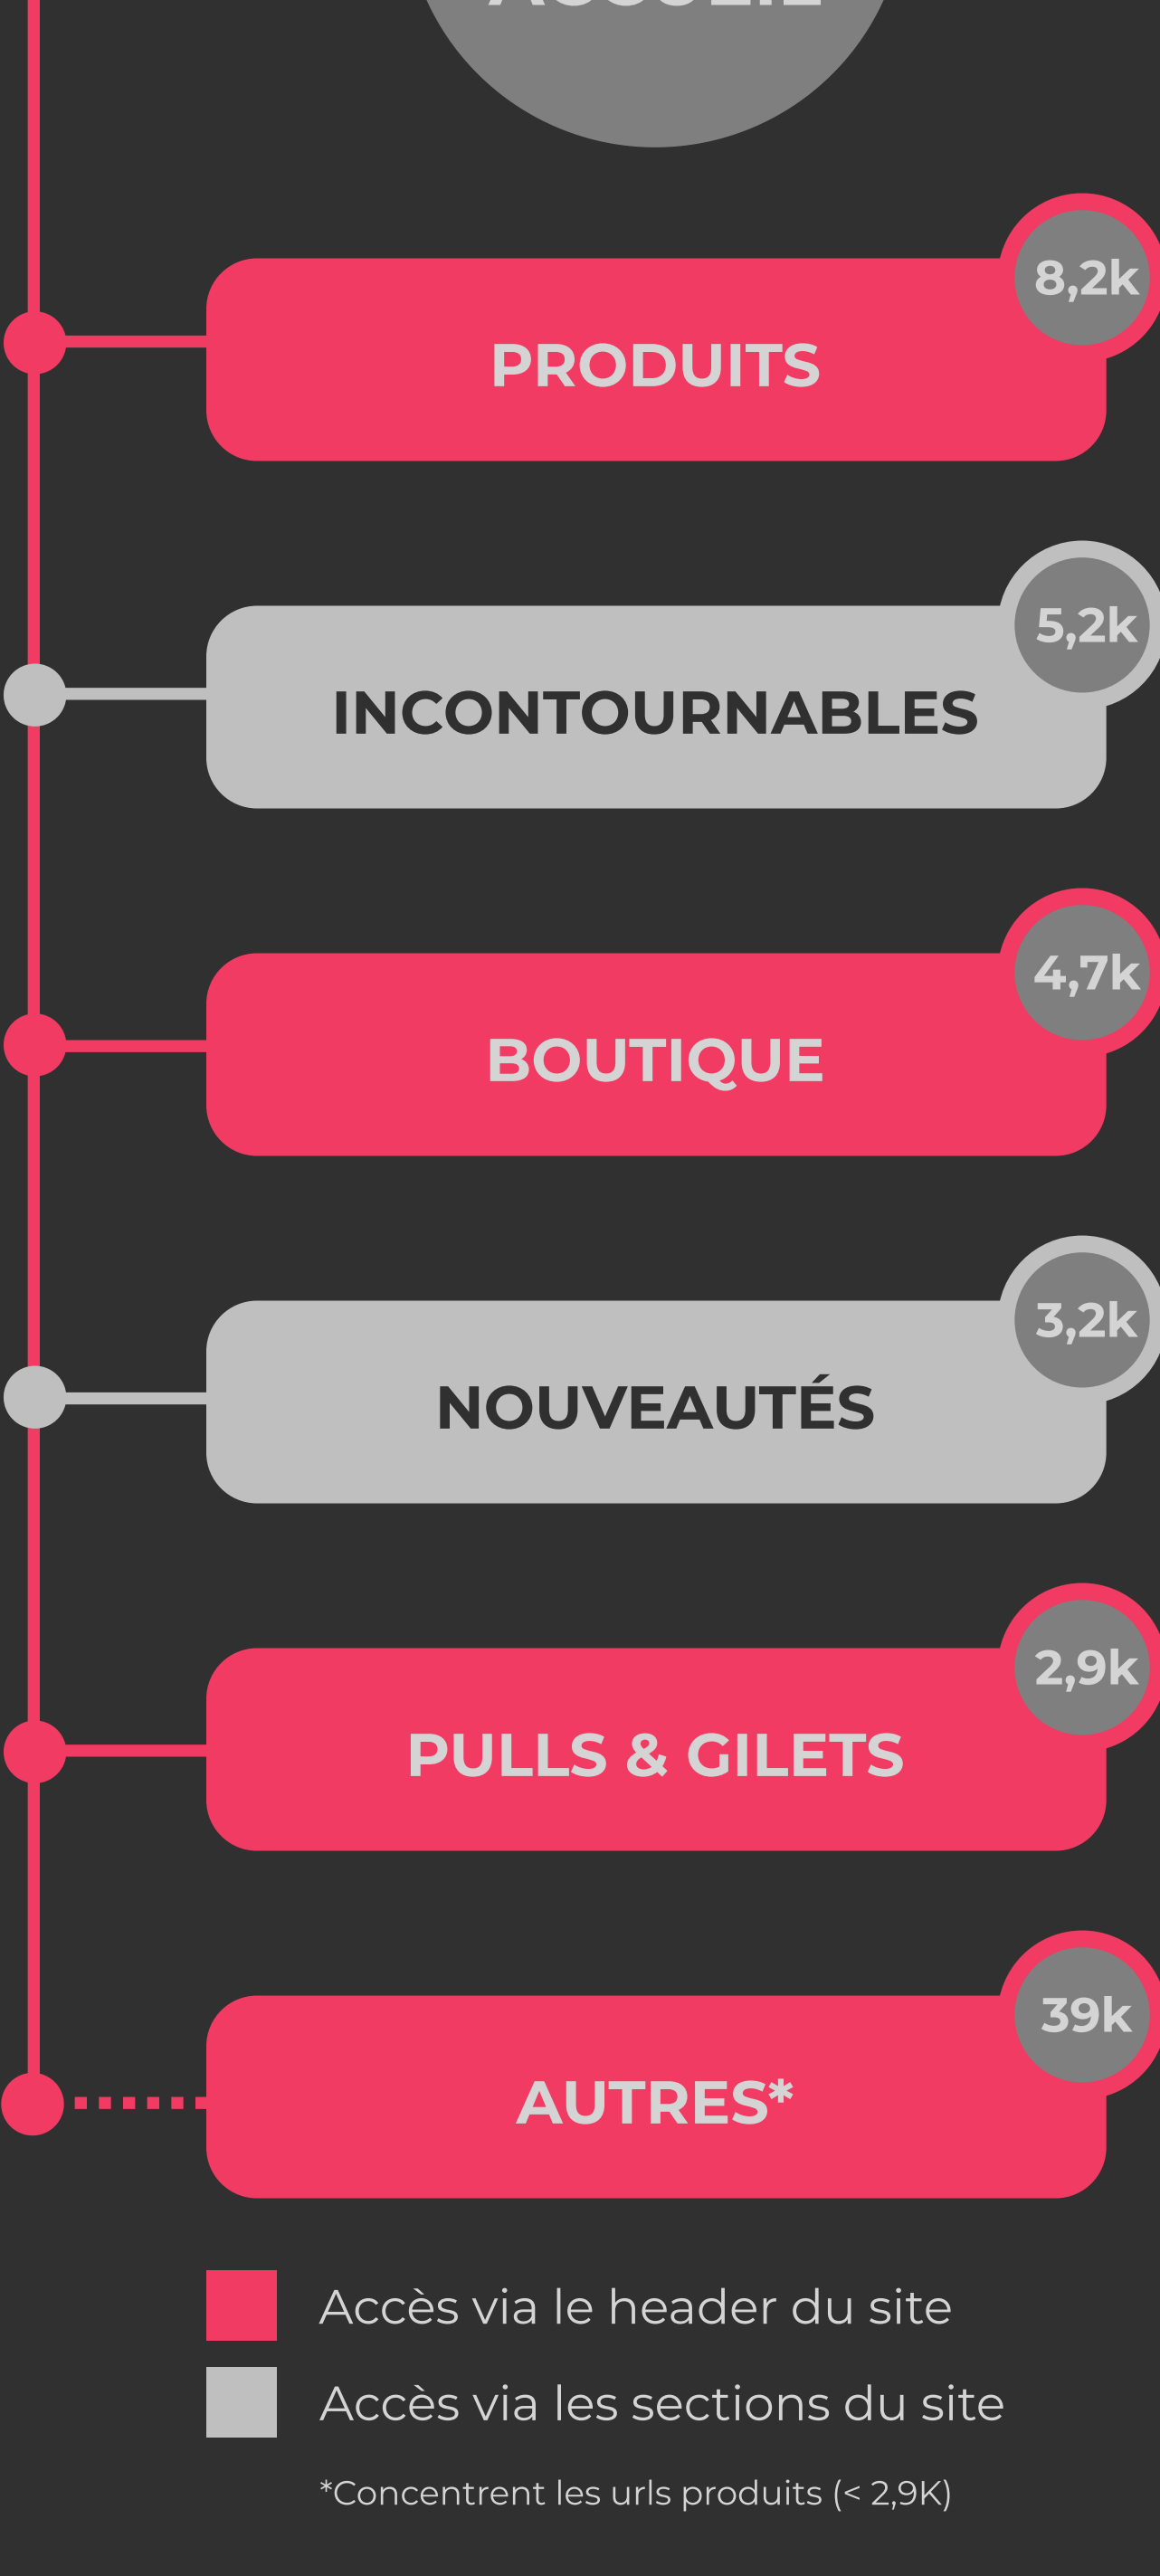 8,2k
PRODUITS
5,2k
INCONTOURNABLES
4,7k
BOUTIQUE
3,2k
NOUVEAUTÉS
2,9k
PULLS & GILETS
39k
AUTRES*
Accès via le header du site
Accès via les sections du site
*Concentrent les urls produits (< 2,9K)